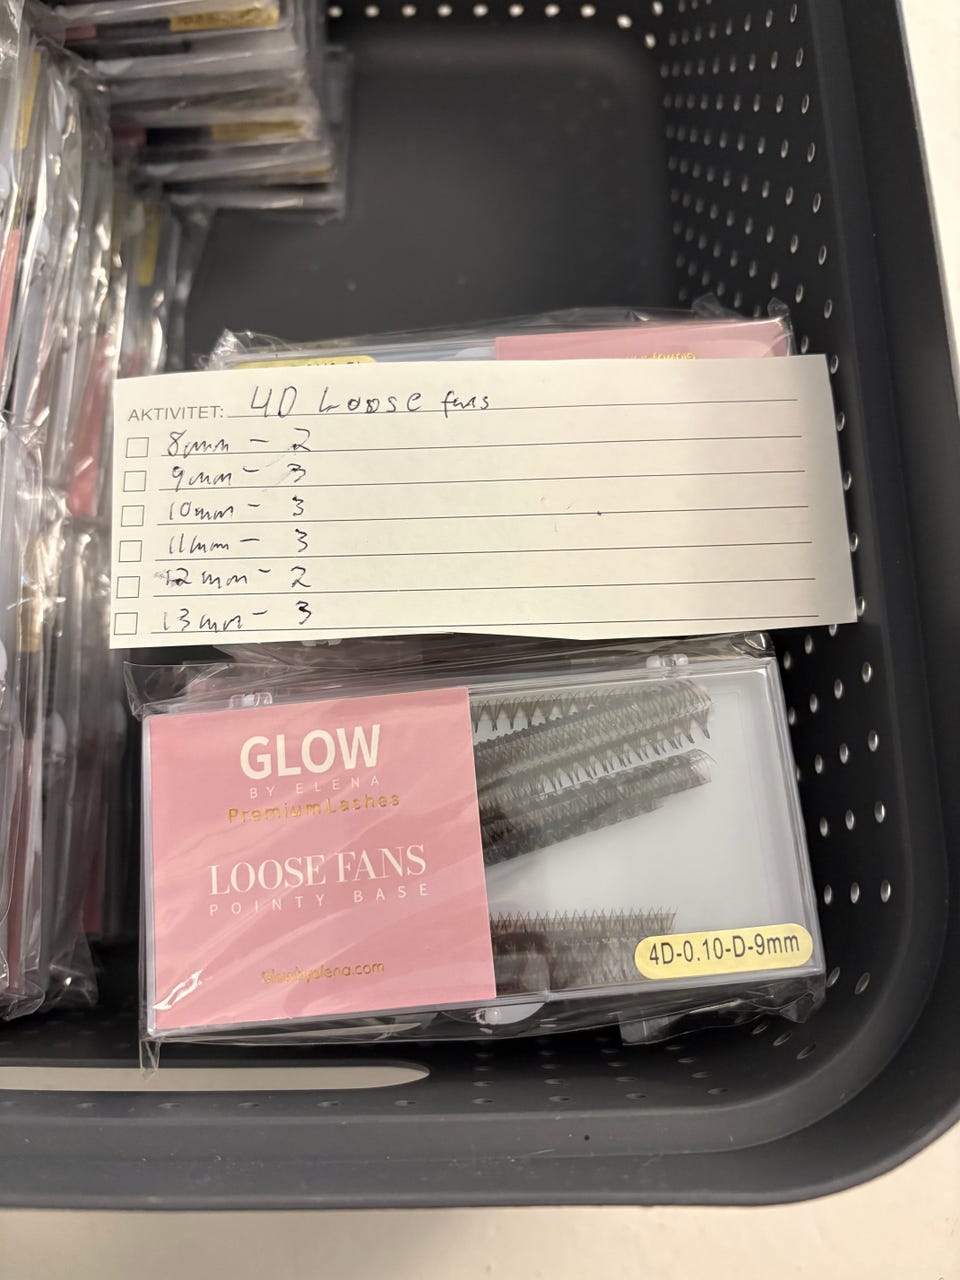 AKTIVITET: 4D Loose fans
8mm - 2
9mm - 3
10mm - 3
11mm - 3
12mm - 2
13mm - 3
GLOW
BY ELENA
Premium Lashes
LOOSE FANS
POINTY BASE
Glowbyelena.com
4D-0.10-D-9mm